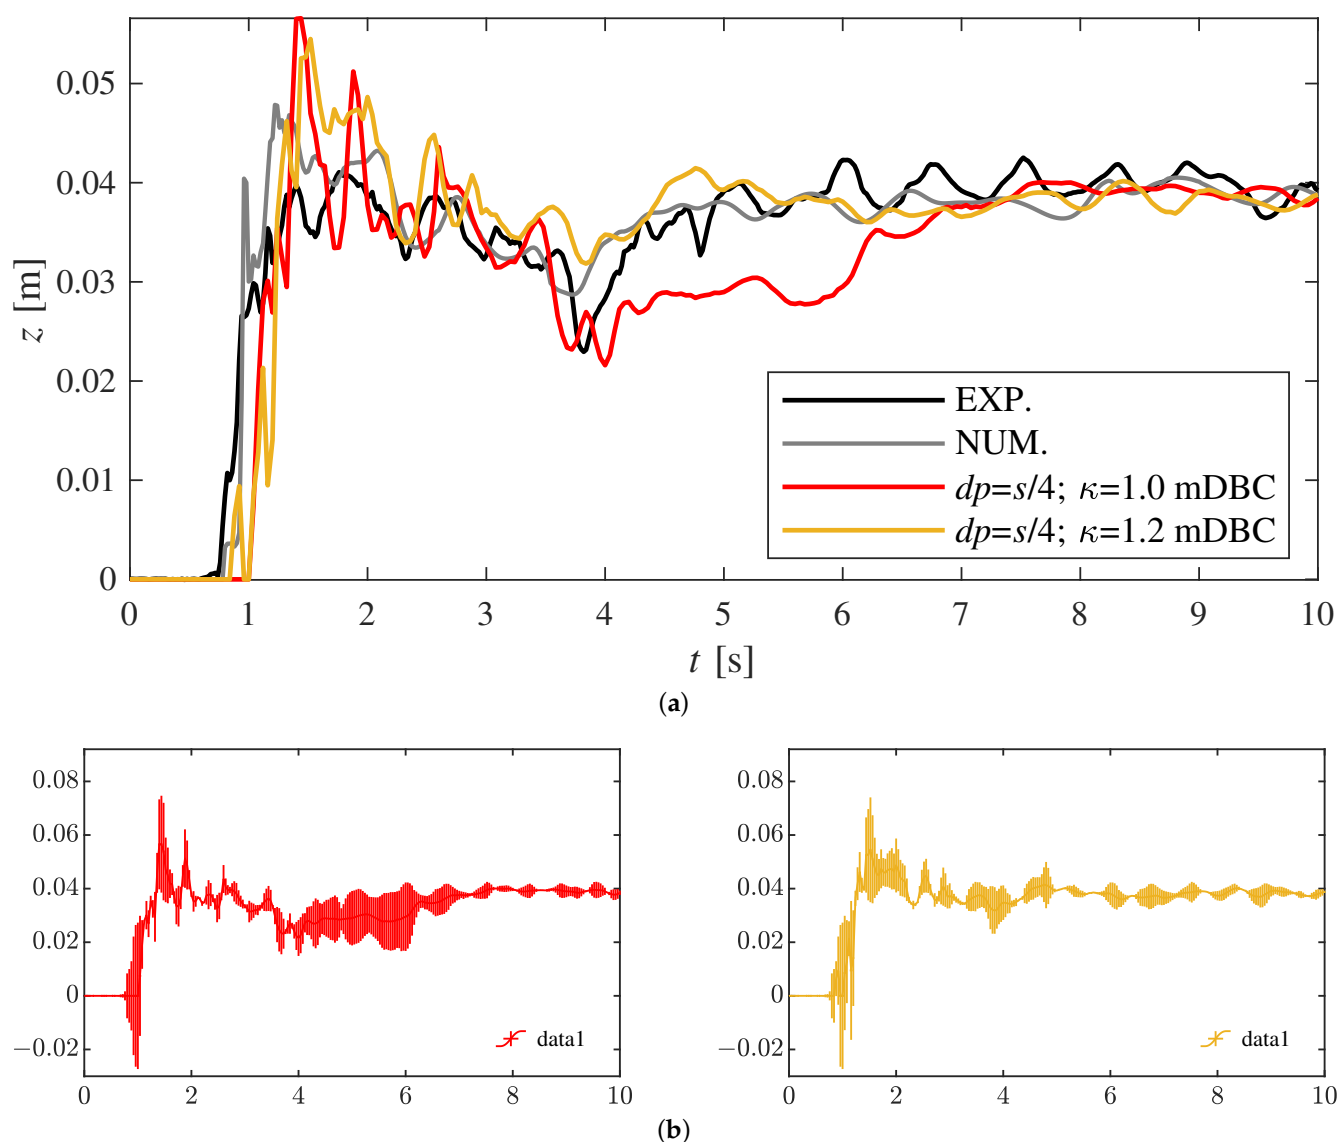 0.05
0.04
0.03
0.02
0.01
0
z [m]
EXP.
NUM.
dp=s/4; κ=1.0 mDBC
dp=s/4; κ=1.2 mDBC
0 1 2 3 4 5 6 7 8 9 10
t [s]
(a)
0.08
0.06
0.04
0.02
0
−0.02
data1
0 2 4 6 8 10
0.08
0.06
0.04
0.02
0
−0.02
data1
0 2 4 6 8 10
(b)